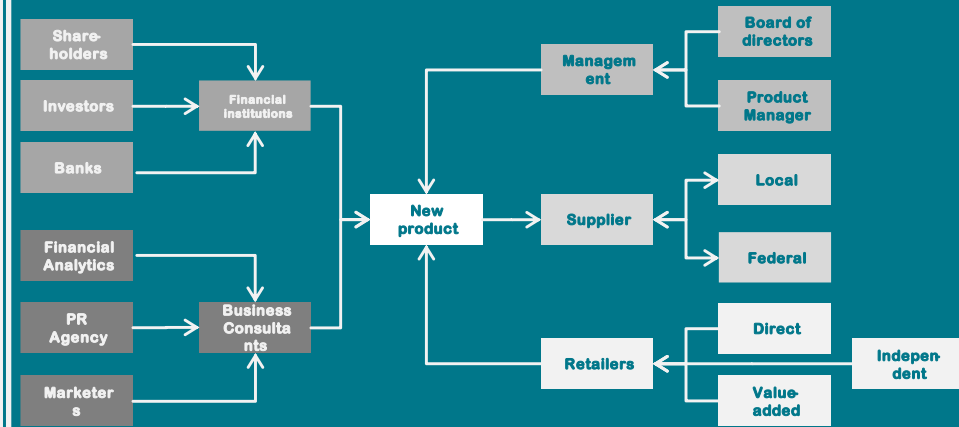 Share-
holders
Investors
Banks
Financial
institutions
Financial
Analytics
PR
Agency
Marketer
s
Business
Consulta
nts
New
product
Managem
ent
Board of
directors
Product
Manager
Supplier
Local
Federal
Retailers
Direct
Indepen-
dent
Value-
added